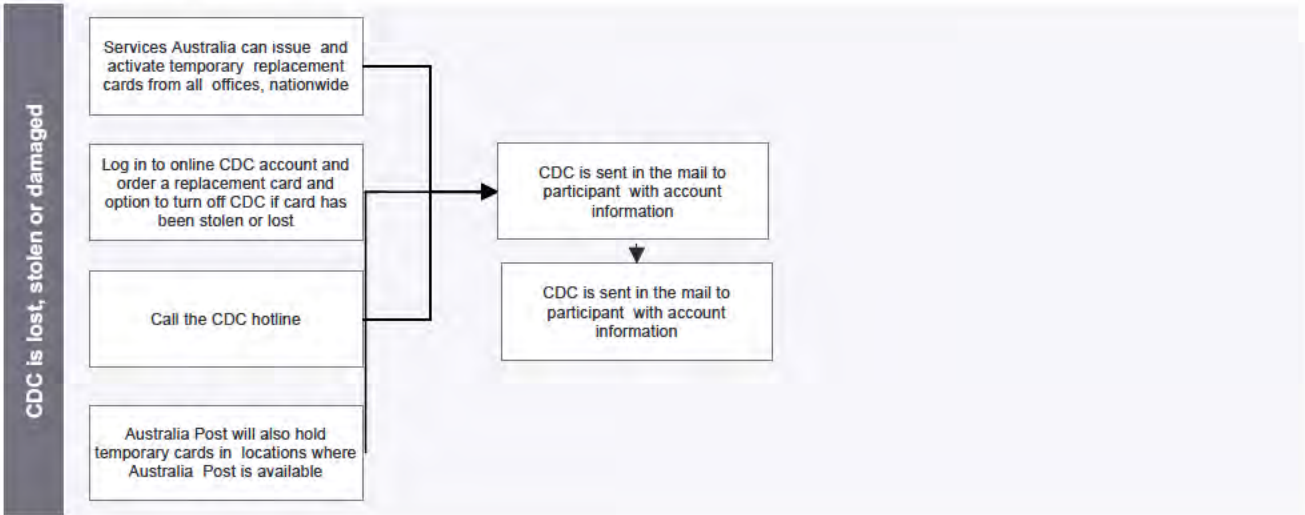 CDC is lost, stolen or damaged
Services Australia can issue and
activate temporary replacement
cards from all offices, nationwide
Log in to online CDC account and
order a replacement card and
option to turn off CDC if card has
been stolen or lost
Call the CDC hotline
Australia Post will also hold
temporary cards in locations where
Australia Post is available
CDC is sent in the mail to
participant with account
information
CDC is sent in the mail to
participant with account
information